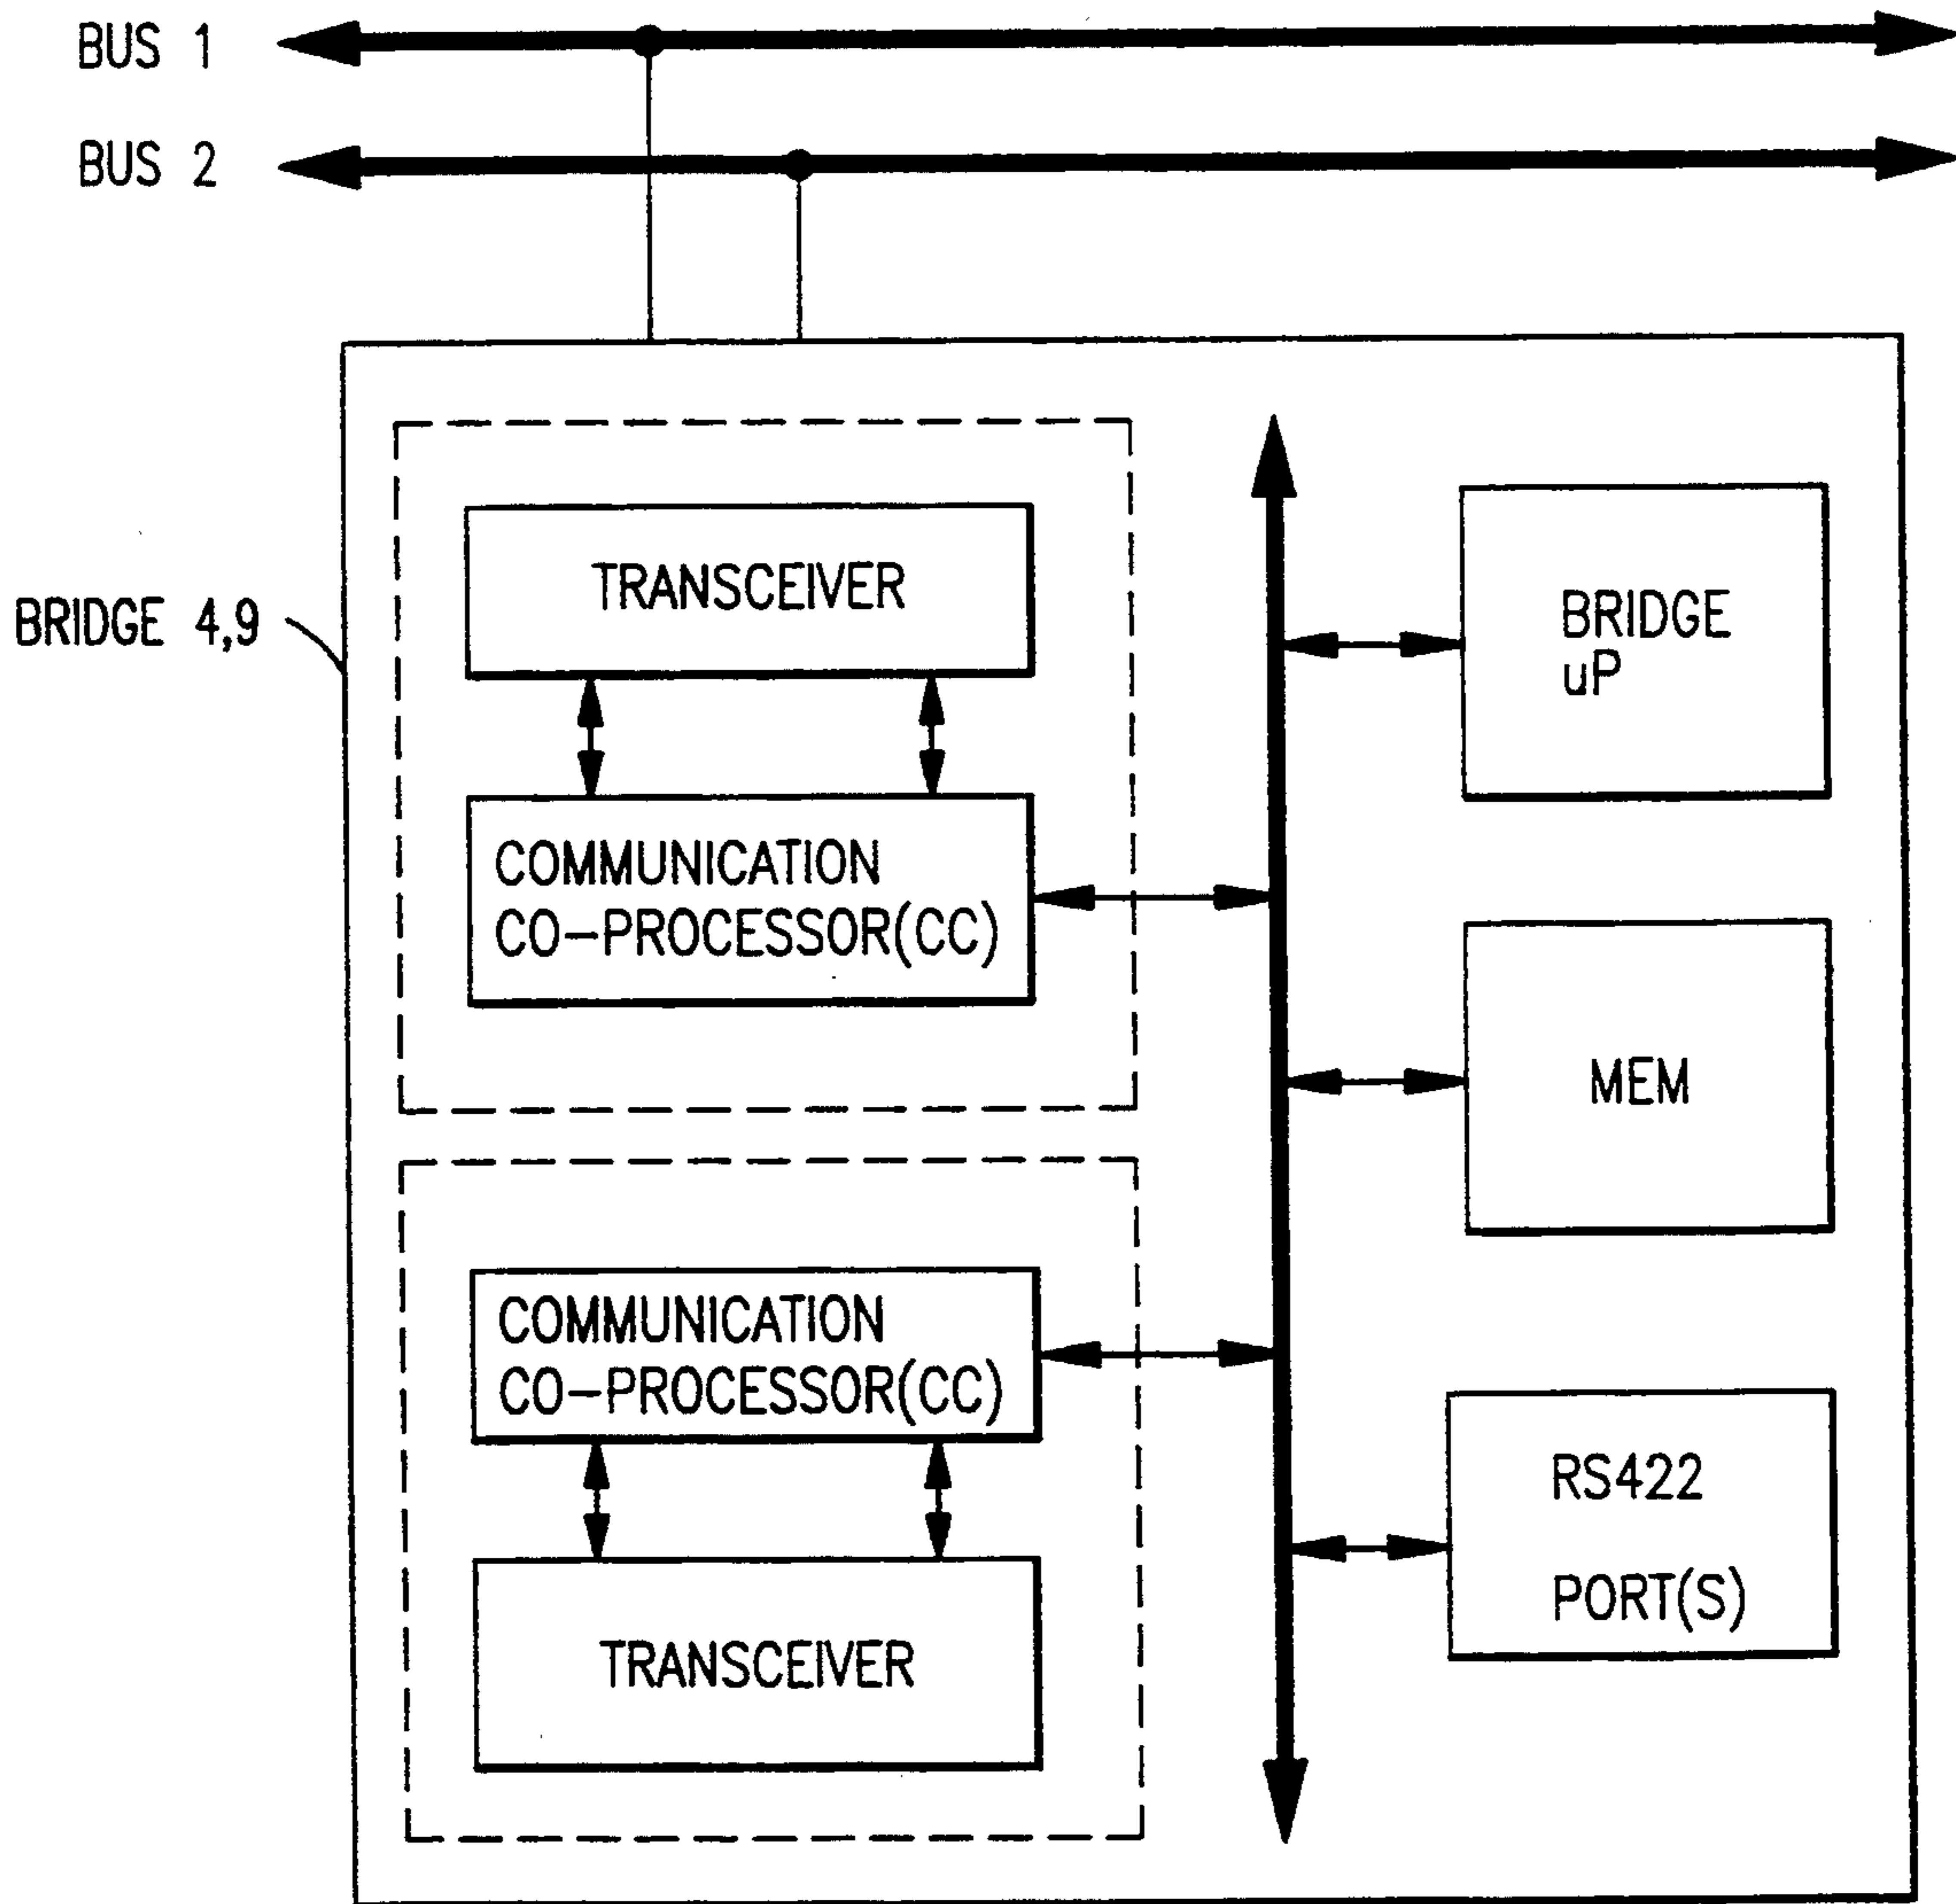 BUS 1
BUS 2
BRIDGE 4,9
TRANSCEIVER
COMMUNICATION
CO-PROCESSOR(CC)
COMMUNICATION
CO-PROCESSOR(CC)
TRANSCEIVER
BRIDGE
uP
MEM
RS422
PORT(S)